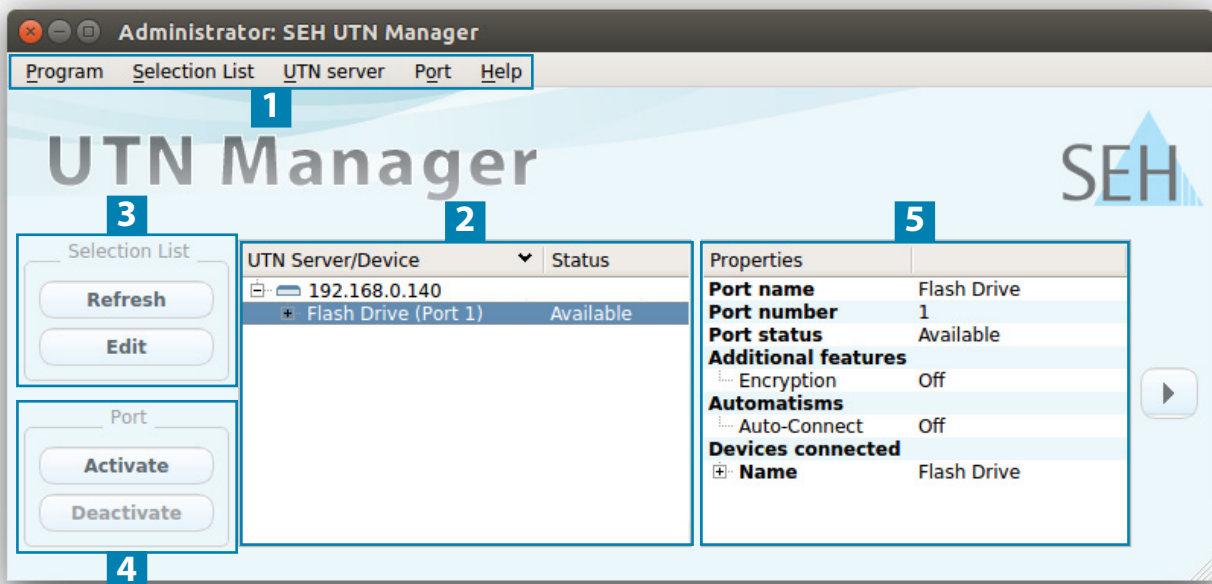 Administrator: SEH UTN Manager
Program Selection List UTN server Port Help
1
UTN Manager
SEH
3
2
5
Selection List
Refresh
Edit
UTN Server/Device Status
192.168.0.140
Flash Drive (Port 1) Available
Properties
Port name Flash Drive
Port number 1
Port status Available
Additional features
Encryption Off
Automatisms
Auto-Connect Off
Devices connected
Name Flash Drive
Port
Activate
Deactivate
4